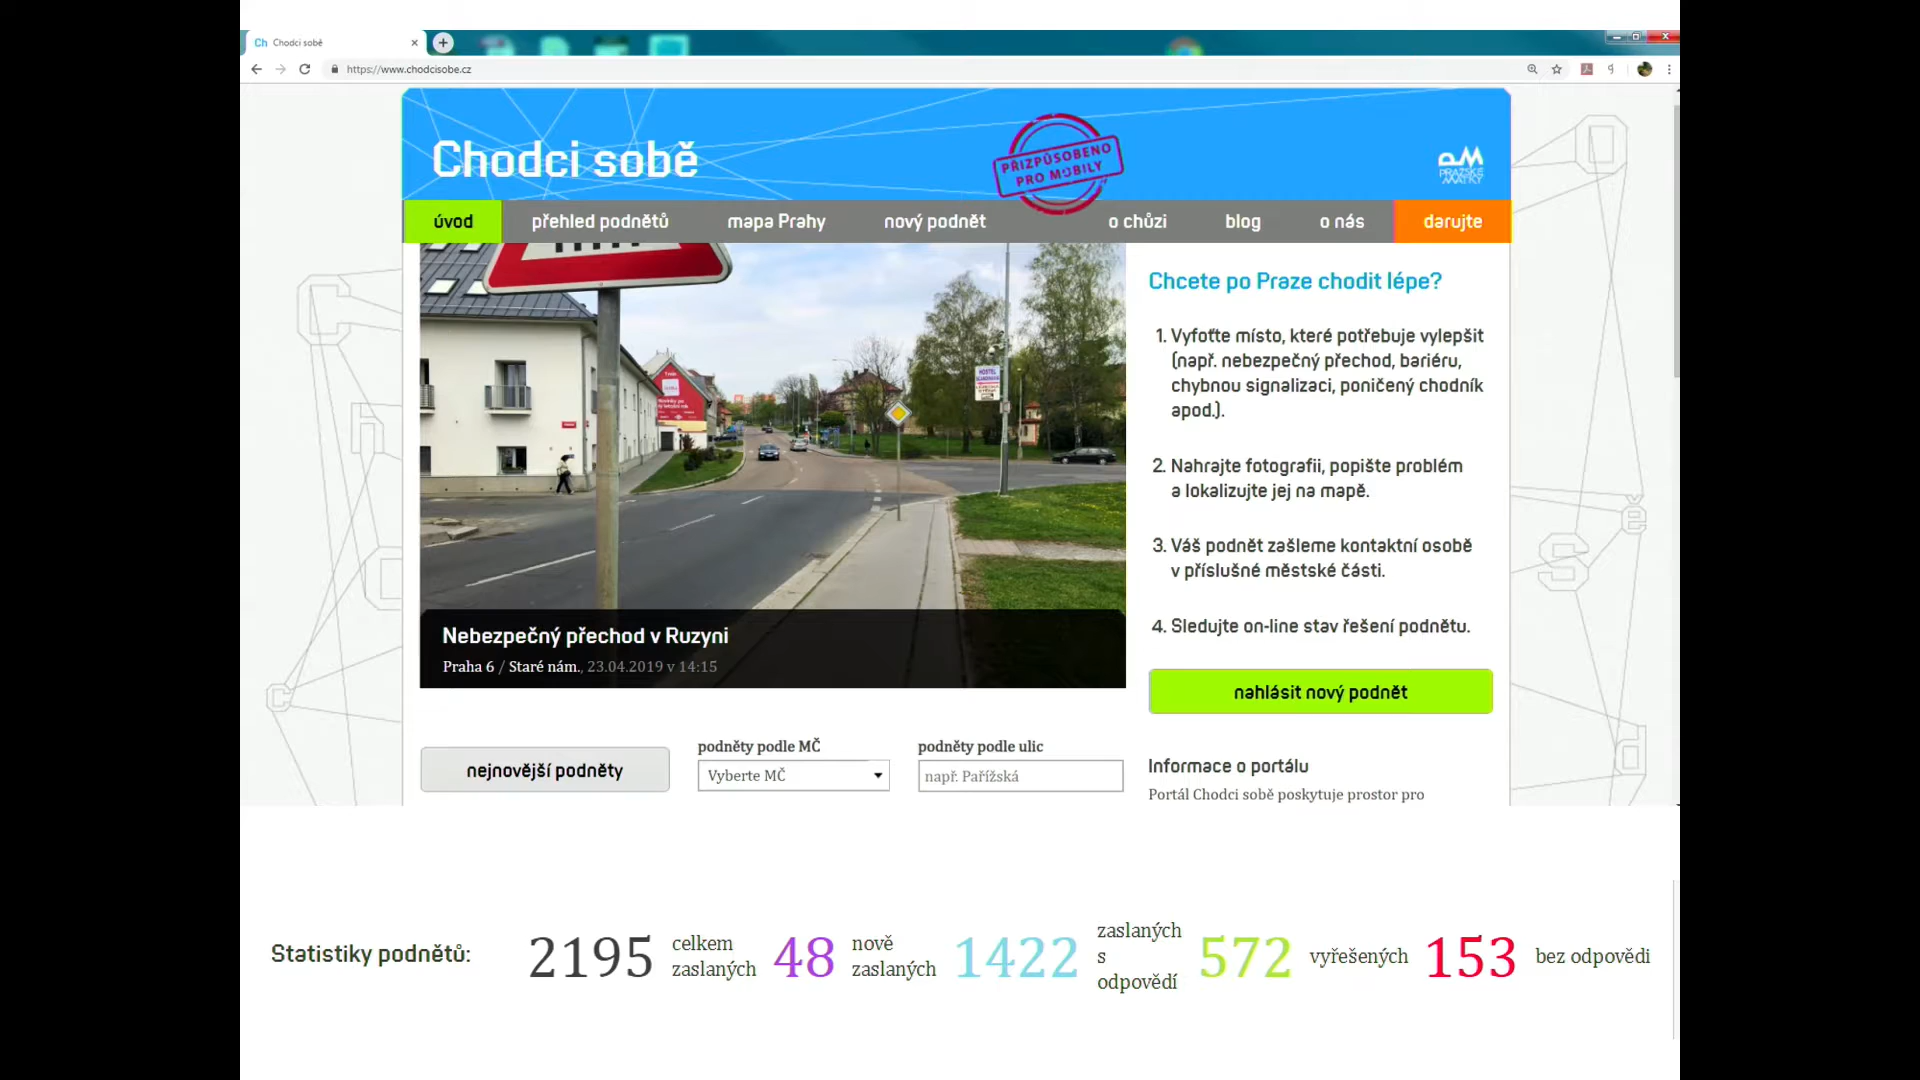 Ch Chodci sobě
https://www.chodcisobe.cz
Chodci sobě
PŘIZPŮSOBENO
PRO MOBILY
PRAŽSKÉ
MATKY
úvod
přehled podnětů
mapa Prahy
nový podnět
o chůzi
blog
o nás
darujte
HOSTEL
Nebezpečný přechod v Ruzyni
Praha 6 / Staré nám., 23.04.2019 v 14:15
Chcete po Praze chodit lépe?
1. Vyfoťte místo, které potřebuje vylepšit
(např. nebezpečný přechod, bariéru,
chybnou signalizaci, poničený chodník
apod.).
2. Nahrajte fotografii, popište problém
a lokalizujte jej na mapě.
3. Váš podnět zašleme kontaktní osobě
v příslušné městské části.
4. Sledujte on-line stav řešení podnětu.
nahlásit nový podnět
nejnovější podněty
podněty podle MČ
Vyberte MČ
podněty podle ulic
např. Pařížská
Informace o portálu
Portál Chodci sobě poskytuje prostor pro
Statistiky podnětů:
2195
celkem
zaslaných
48
nově
zaslaných
1422
zaslaných
s
odpovědí
572
vyřešených
153
bez odpovědi